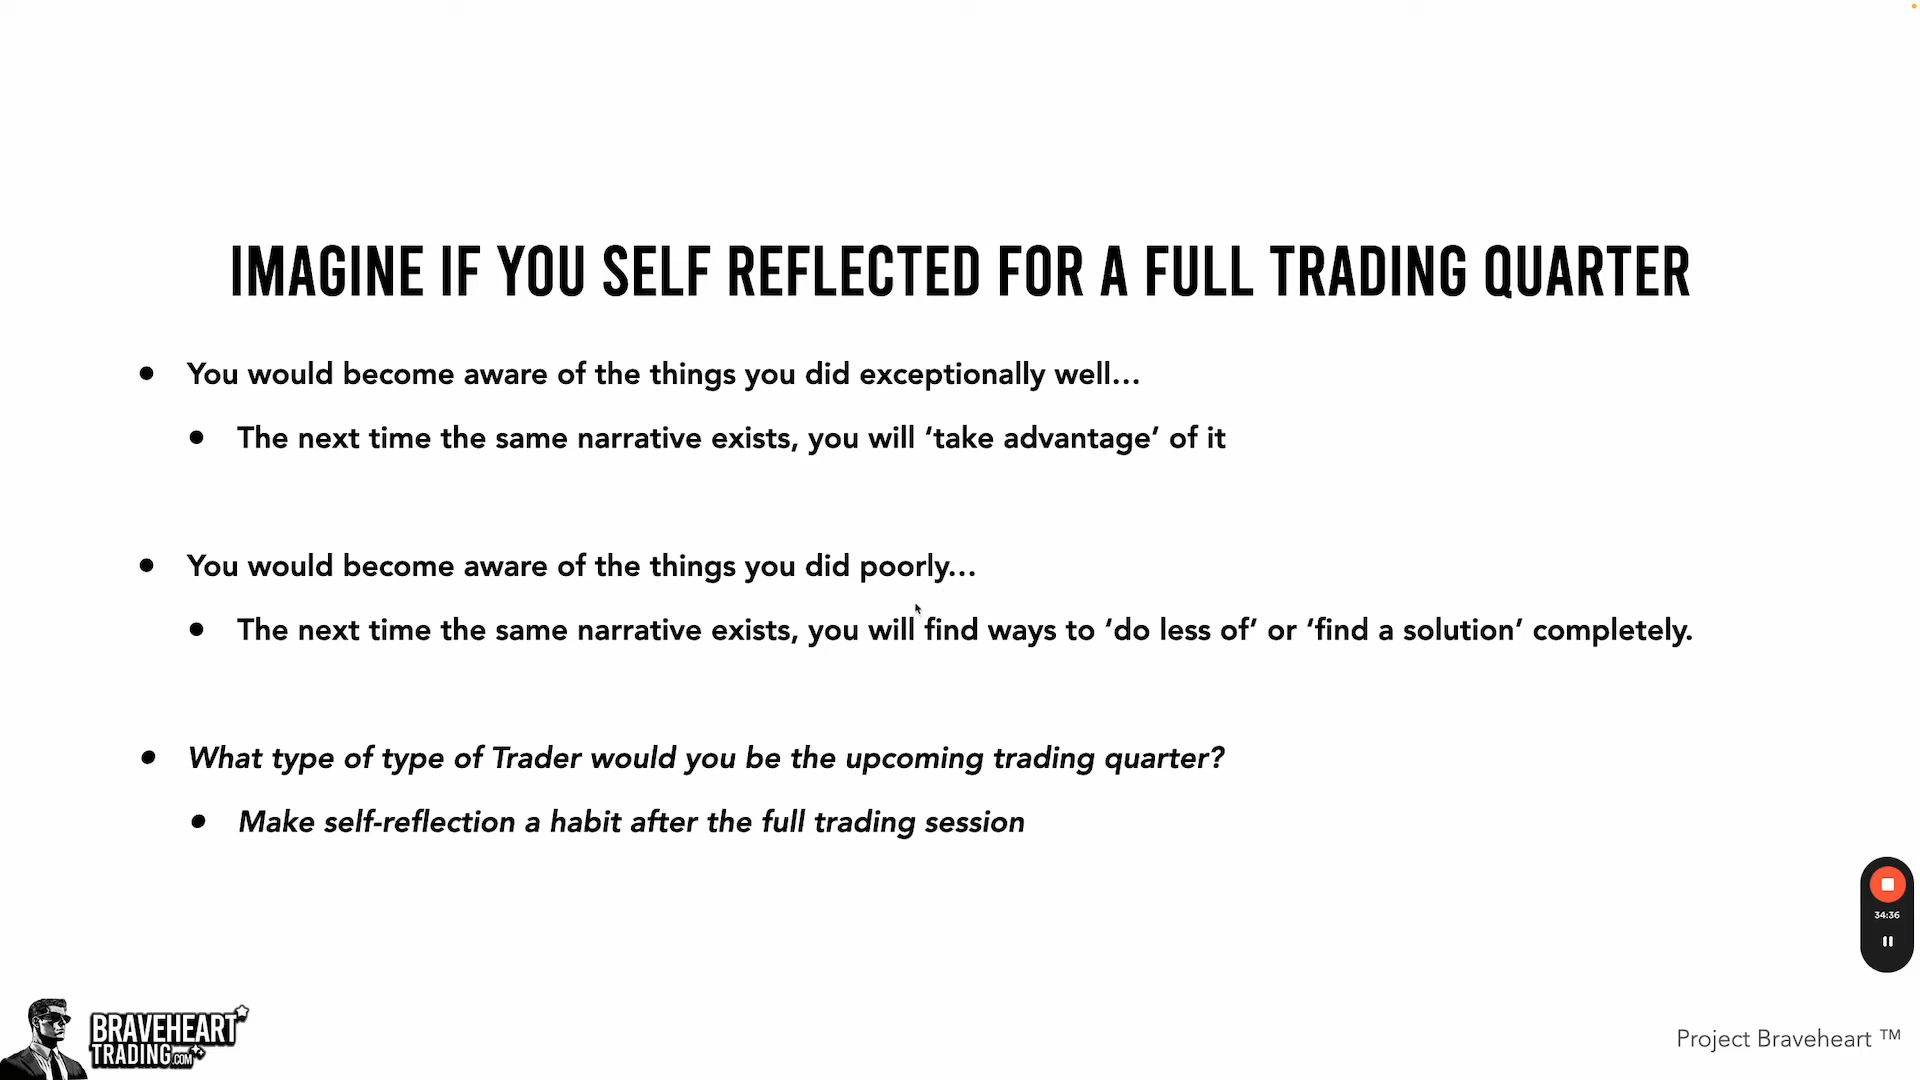 IMAGINE IF YOU SELF REFLECTED FOR A FULL TRADING QUARTER
• You would become aware of the things you did exceptionally well…
• The next time the same narrative exists, you will ‘take advantage’ of it
• You would become aware of the things you did poorly…
• The next time the same narrative exists, you will find ways to ‘do less of’ or ‘find a solution’ completely.
• What type of type of Trader would you be the upcoming trading quarter?
• Make self-reflection a habit after the full trading session
34:36
BRAVEHEART
TRADING.COM
Project Braveheart ™